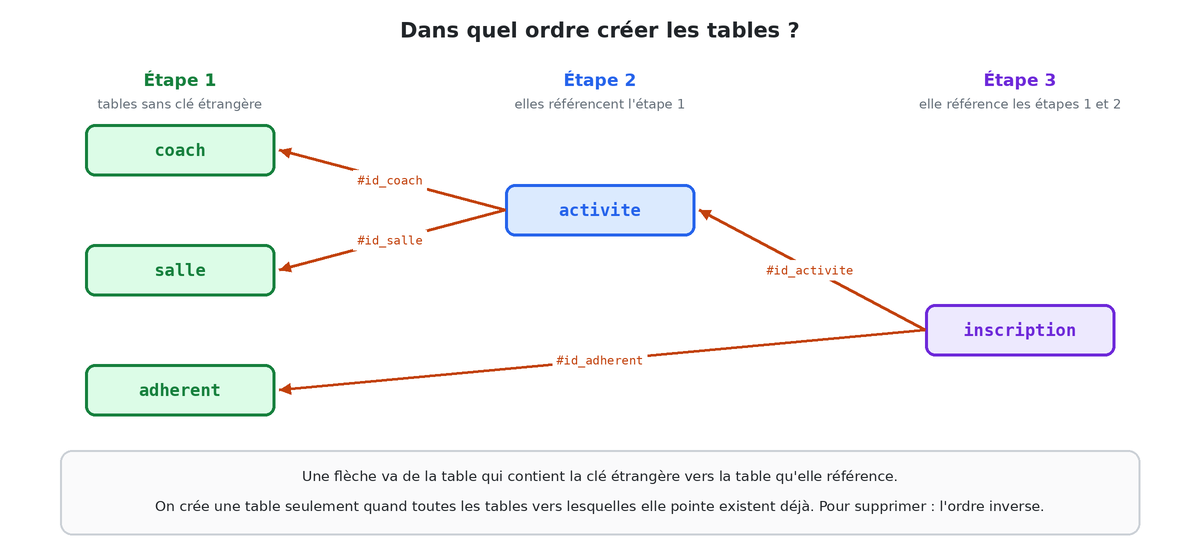 Dans quel ordre créer les tables ?
Étape 1
tables sans clé étrangère
Étape 2
elles référencent l'étape 1
Étape 3
elle référence les étapes 1 et 2
coach
#id_coach
activite
#id_salle
salle
#id_activite
inscription
#id_adherent
adherent
Une flèche va de la table qui contient la clé étrangère vers la table qu'elle référence.
On crée une table seulement quand toutes les tables vers lesquelles elle pointe existent déjà. Pour supprimer : l'ordre inverse.